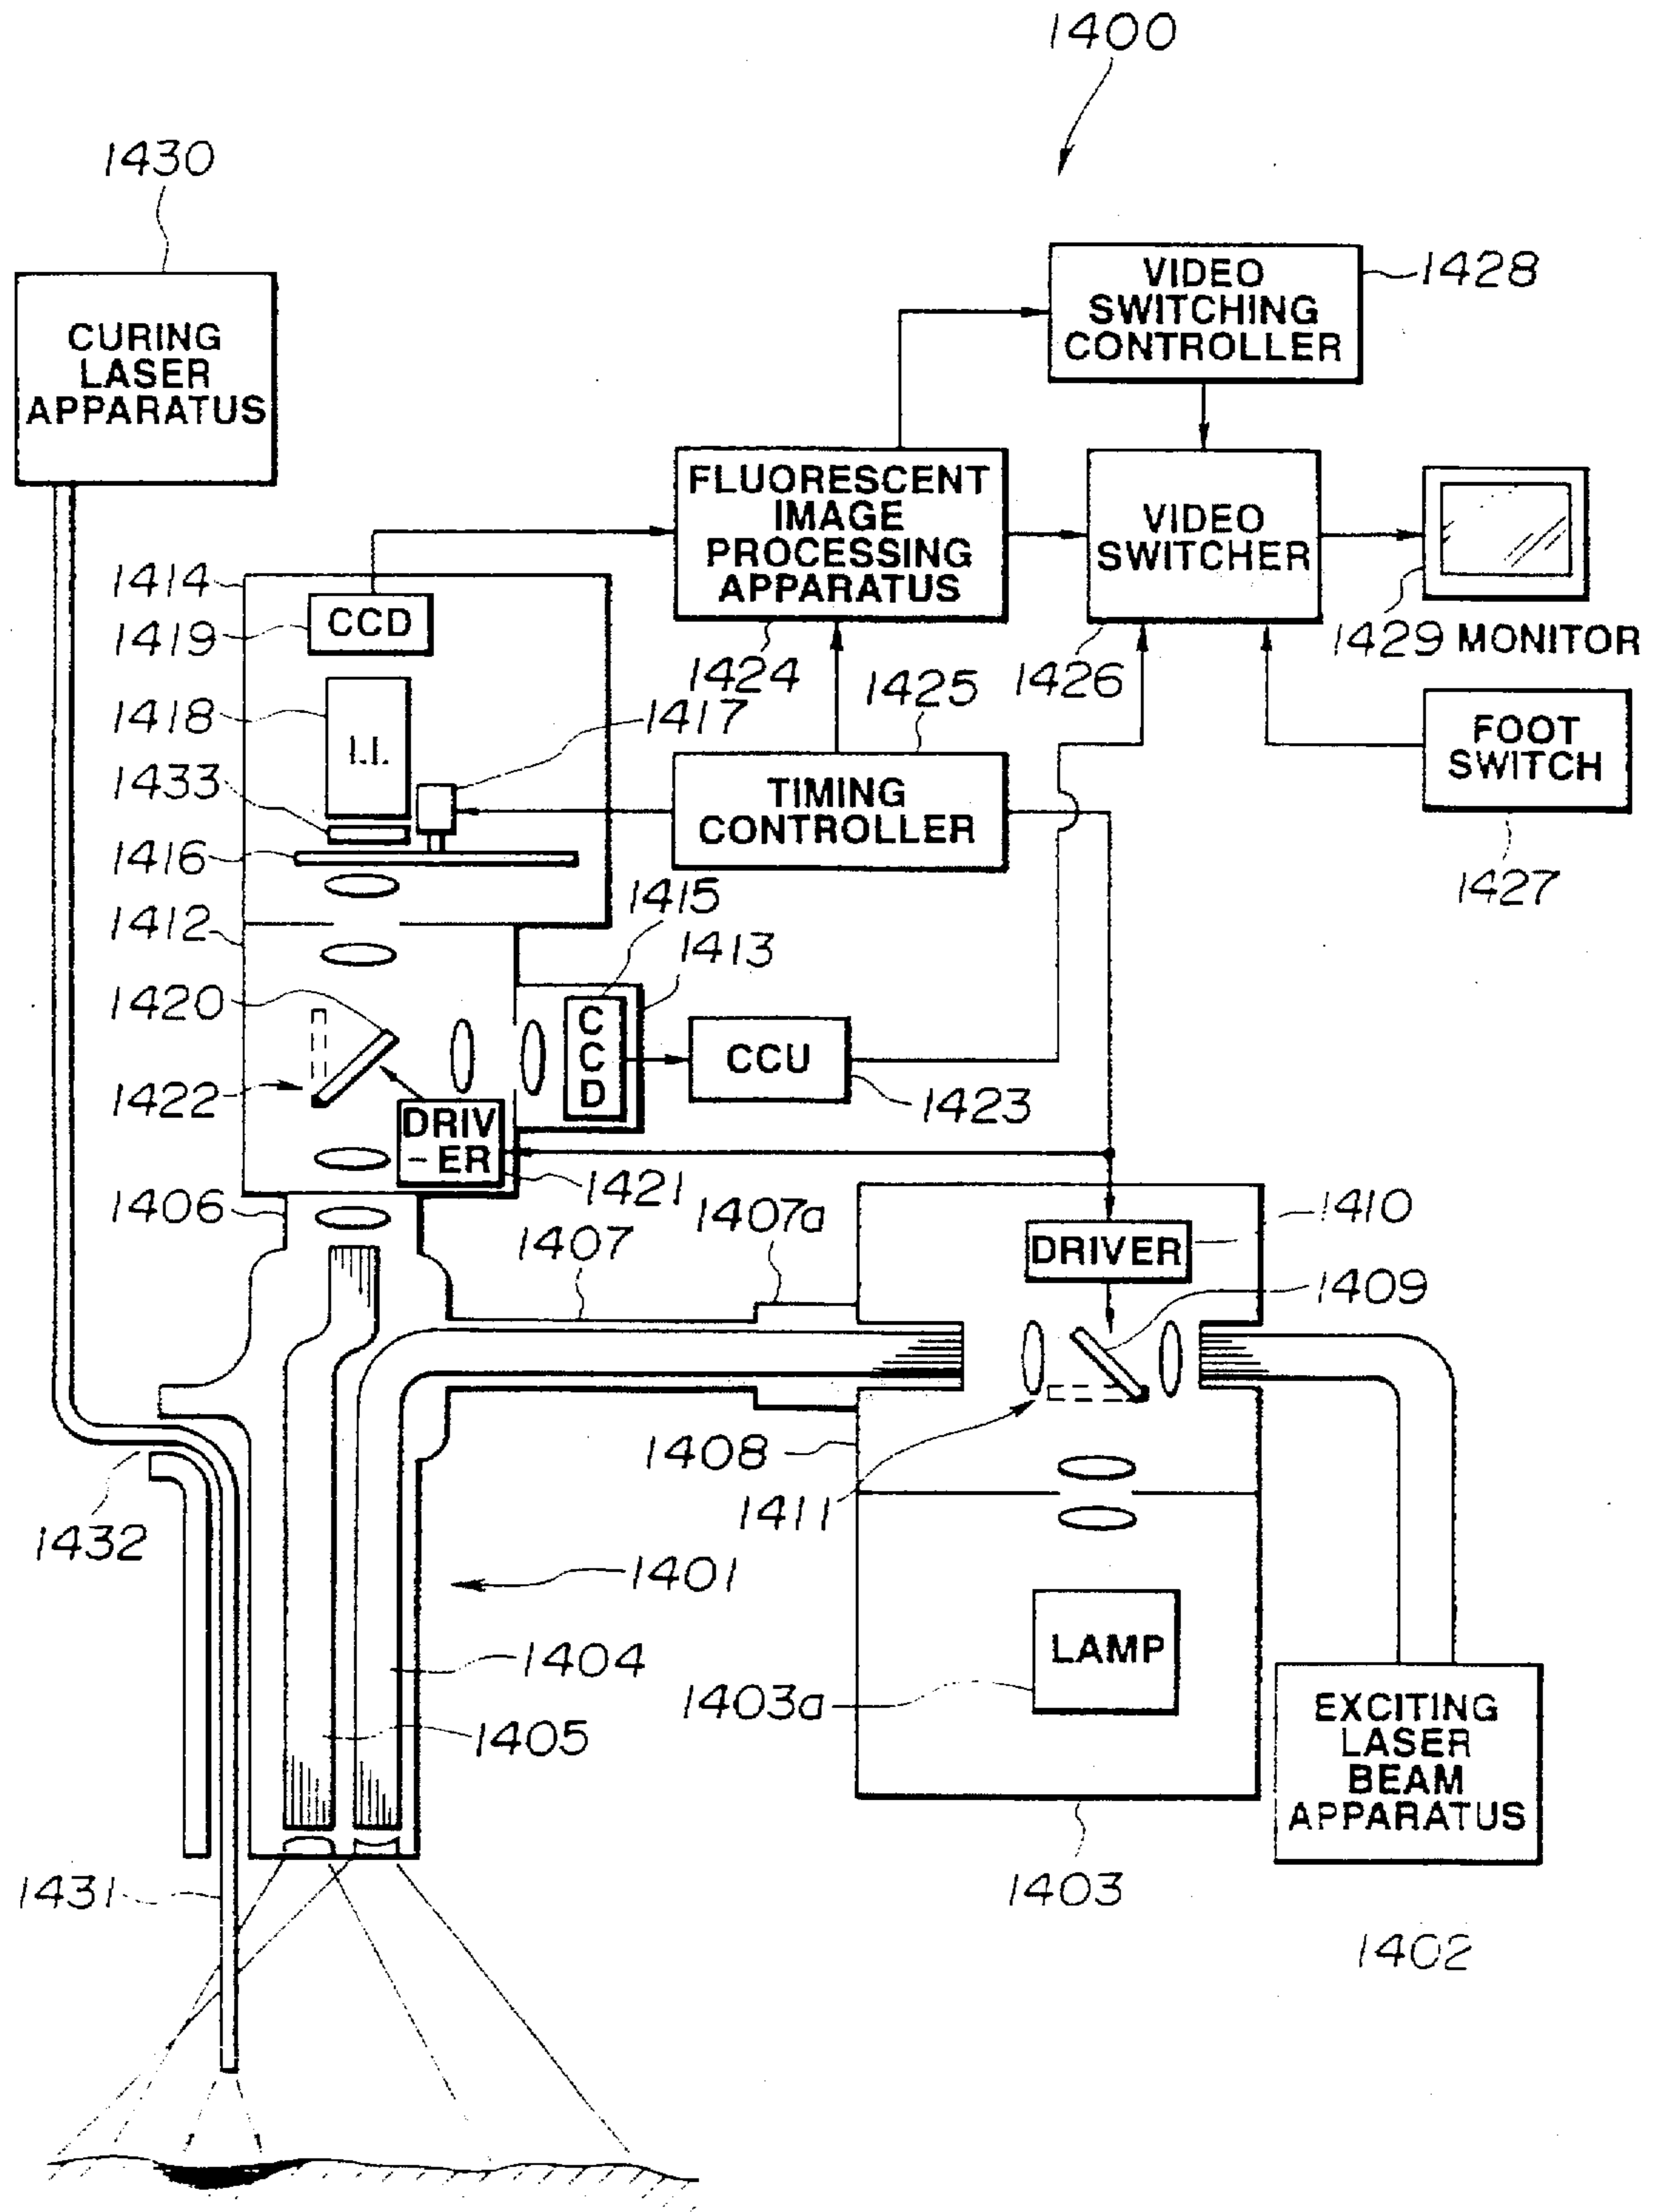 1400
1430
CURING
LASER
APPARATUS
VIDEO
SWITCHING
CONTROLLER
1428
FLUORESCENT
IMAGE
PROCESSING
APPARATUS
VIDEO
SWITCHER
1414
CCD
1419
1424
1425
1426
1429 MONITOR
1418
I.I.
1417
FOOT
SWITCH
1433
TIMING
CONTROLLER
1416
1427
1415
1412
1413
1420
C
C
D
CCU
1422
1423
DRIV
-ER
1421
1406
1407a
1410
1407
DRIVER
1409
1408
1411
1432
1401
1404
LAMP
1403a
1405
EXCITING
LASER
BEAM
APPARATUS
1431
1403
1402